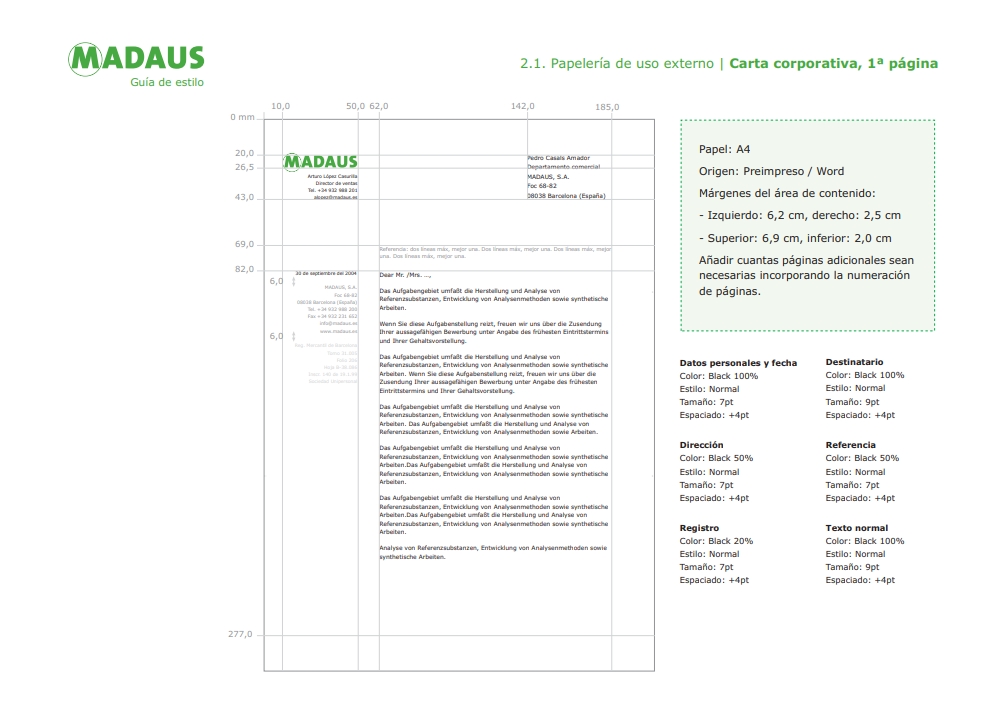 MADAUS
Guía de estilo
2.1. Papelería de uso externo | Carta corporativa, 1ª página
10,0 50,0 62,0 142,0 185,0
0 mm
20,0
26,5
43,0
69,0
82,0
6,0
6,0
277,0
MADAUS
Arturo López Casurilla
Director de ventas
Tel. +34 932 988 201
alopez@madaus.es
Pedro Casals Amador
Departamento comercial
MADAUS, S.A.
Foc 68-82
08038 Barcelona (España)
Referencia: dos líneas más, mejor una. Dos líneas más, mejor una. Dos líneas más, mejor
una. Dos líneas más, mejor una.
30 de septiembre del 2004
MADAUS, S.A.
Foc 68-82
08038 Barcelona (España)
Tel. +34 932 988 200
Fax +34 932 231 652
info@madaus.es
www.madaus.es
Reg. Mercantil de Barcelona
Dear Mr. /Mrs. ...,
Das Aufgabengebiet umfaßt die Herstellung und Analyse von
Referenzsubstanzen, Entwicklung von Analysenmethoden sowie synthetische
Arbeiten.
Wenn Sie diese Aufgabenstellung reizt, freuen wir uns über die Zusendung
Ihrer aussagefähigen Bewerbung unter Angabe des frühesten Eintrittstermins
und Ihrer Gehaltsvorstellung.
Das Aufgabengebiet umfaßt die Herstellung und Analyse von
Referenzsubstanzen, Entwicklung von Analysenmethoden sowie synthetische
Arbeiten. Wenn Sie diese Aufgabenstellung reizt, freuen wir uns über die
Zusendung Ihrer aussagefähigen Bewerbung unter Angabe des frühesten
Eintrittstermins und Ihrer Gehaltsvorstellung.
Das Aufgabengebiet umfaßt die Herstellung und Analyse von
Referenzsubstanzen, Entwicklung von Analysenmethoden sowie synthetische
Arbeiten. Das Aufgabengebiet umfaßt die Herstellung und Analyse von
Referenzsubstanzen, Entwicklung von Analysenmethoden sowie Arbeiten.
Das Aufgabengebiet umfaßt die Herstellung und Analyse von
Referenzsubstanzen, Entwicklung von Analysenmethoden sowie synthetische
Arbeiten.Das Aufgabengebiet umfaßt die Herstellung und Analyse von
Referenzsubstanzen, Entwicklung von Analysenmethoden sowie synthetische
Arbeiten.
Das Aufgabengebiet umfaßt die Herstellung und Analyse von
Referenzsubstanzen, Entwicklung von Analysenmethoden sowie synthetische
Arbeiten.Das Aufgabengebiet umfaßt die Herstellung und Analyse von
Referenzsubstanzen, Entwicklung von Analysenmethoden sowie synthetische
Arbeiten.
Analyse von Referenzsubstanzen, Entwicklung von Analysenmethoden sowie
synthetische Arbeiten.
Papel: A4
Origen: Preimpreso / Word
Márgenes del área de contenido:
- Izquierdo: 6,2 cm, derecho: 2,5 cm
- Superior: 6,9 cm, inferior: 2,0 cm
Añadir cuantas páginas adicionales sean
necesarias incorporando la numeración
de páginas.
Datos personales y fecha
Color: Black 100%
Estilo: Normal
Tamaño: 7pt
Espaciado: +4pt
Destinatario
Color: Black 100%
Estilo: Normal
Tamaño: 9pt
Espaciado: +4pt
Dirección
Color: Black 50%
Estilo: Normal
Tamaño: 7pt
Espaciado: +4pt
Referencia
Color: Black 50%
Estilo: Normal
Tamaño: 7pt
Espaciado: +4pt
Registro
Color: Black 20%
Estilo: Normal
Tamaño: 7pt
Espaciado: +4pt
Texto normal
Color: Black 100%
Estilo: Normal
Tamaño: 9pt
Espaciado: +4pt